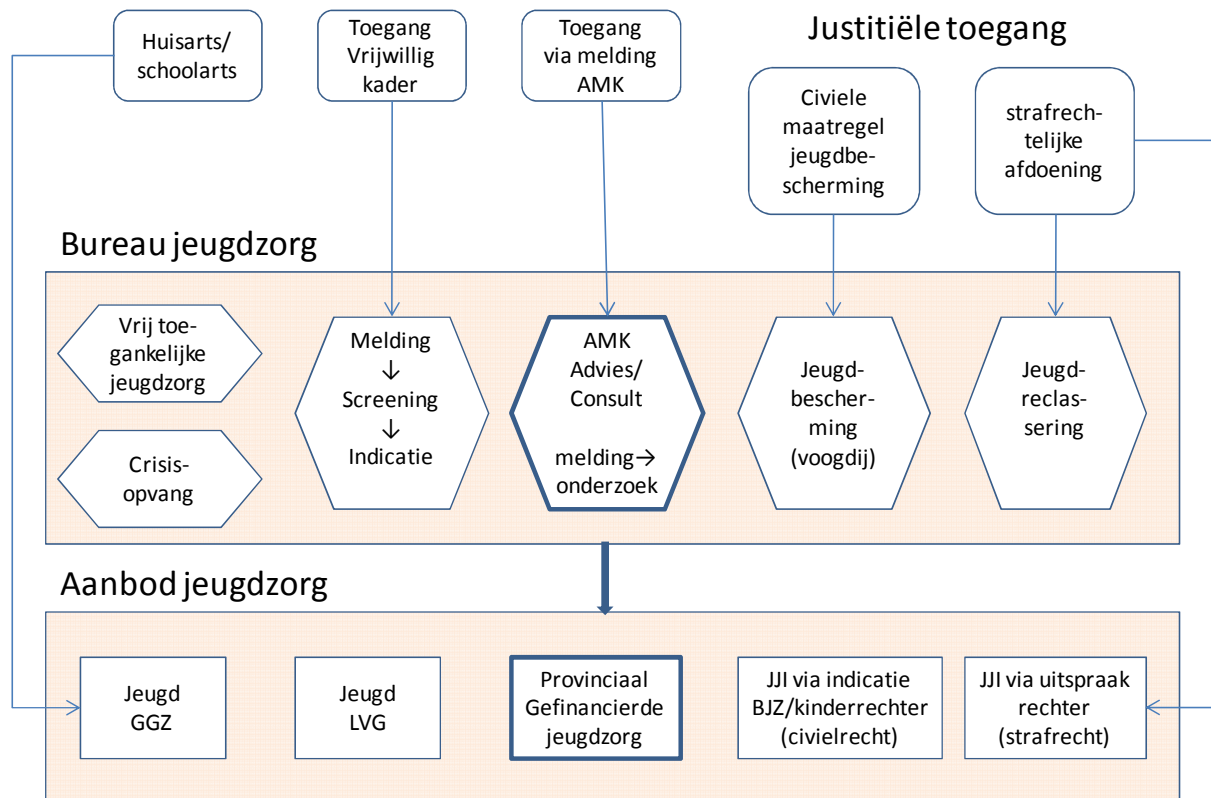 Huisarts/
schoolarts
Toegang
Vrijwillig
kader
Toegang
via melding
AMK
Justitiële toegang
Civiele
maatregel
jeugdbe-
scherming
strafrech-
telijke
afdoening
Bureau jeugdzorg
Vrij toe-
gankelijke
jeugdzorg
Crisis-
opvang
Melding
↓
Screening
↓
Indicatie
AMK
Advies/
Consult
melding→
onderzoek
Jeugd-
bescher-
ming
(voogdij)
Jeugd-
reclas-
sering
Aanbod jeugdzorg
Jeugd
GGZ
Jeugd
LVG
Provinciaal
Gefinancierde
jeugdzorg
JJI via indicatie
BJZ/kinderrechter
(civielrecht)
JJI via uitspraak
rechter
(strafrecht)